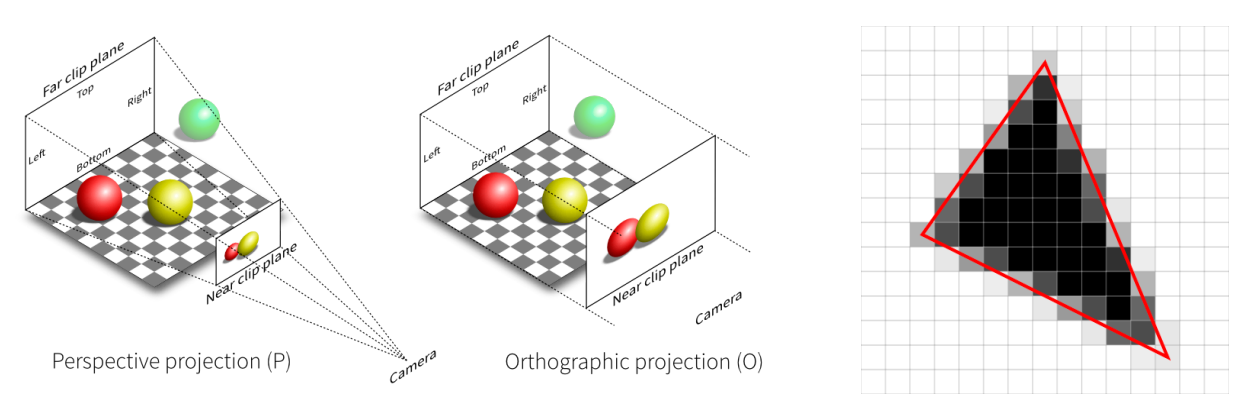 Far clip plane
Top
Right
Left
Bottom
Near clip plane
Camera
Perspective projection (P)
Far clip plane
Top
Right
Left
Bottom
Near clip plane
Camera
Orthographic projection (O)